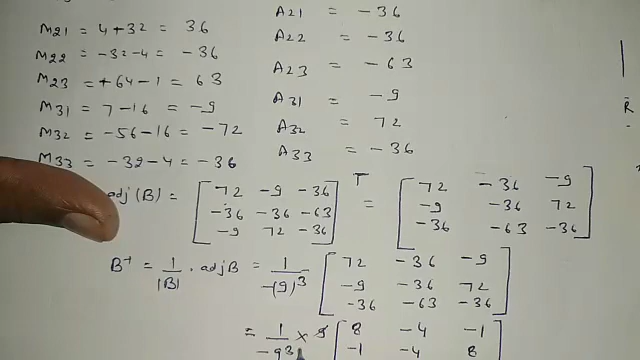 M21 = 4+32 = 36 A21 = -36
M22 = -32-4 = -36 A22 = -36
M23 = +64-1 = 63 A23 = -63
M31 = 7-16 = -9 A31 = -9
M32 = -56-16 = -72 A32 = 72
M33 = -32-4 = -36 A33 = -36
adj(B) = [72 -9 -36 T = [72 -36 -9
-36 -36 -63 -9 -36 72
-9 72 -36] -36 -63 -36]
B⁻¹ = 1/|B| . adjB = 1/-(9)³ [72 -36 -9
-9 -36 72
-36 -63 -36]
= 1/-9³ × 9 [8 -4 -1
-1 -4 8
R